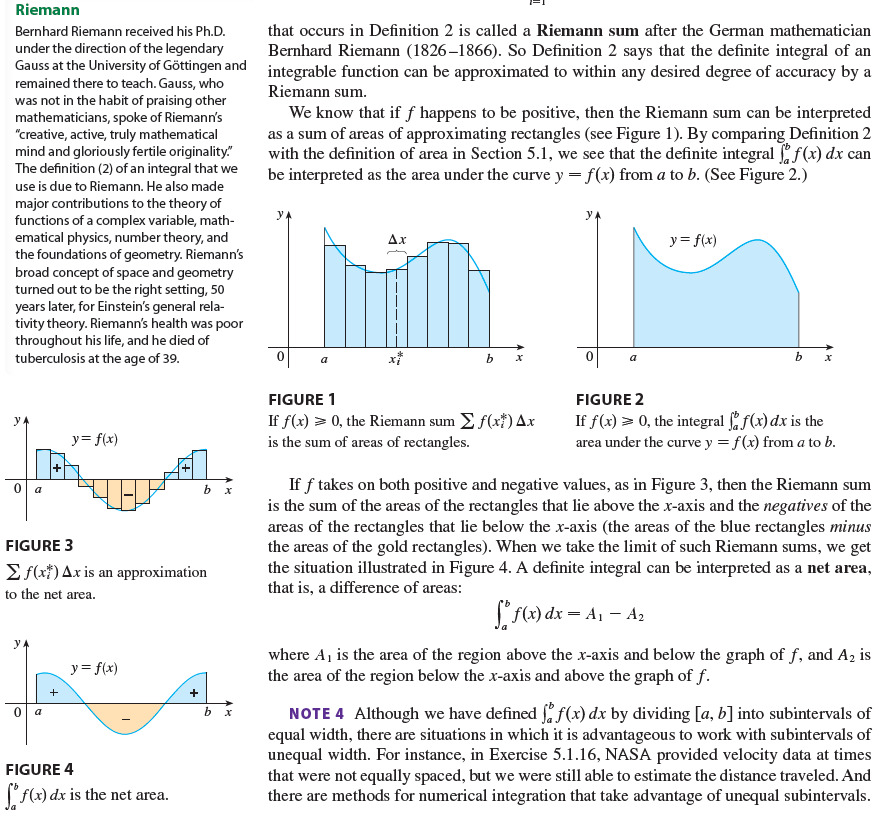 Riemann
Bernhard Riemann received his Ph.D.
under the direction of the legendary
Gauss at the University of Göttingen and
remained there to teach. Gauss, who
was not in the habit of praising other
mathematicians, spoke of Riemann's
"creative, active, truly mathematical
mind and gloriously fertile originality."
The definition (2) of an integral that we
use is due to Riemann. He also made
major contributions to the theory of
functions of a complex variable, math-
ematical physics, number theory, and
the foundations of geometry. Riemann's
broad concept of space and geometry
turned out to be the right setting, 50
years later, for Einstein's general rela-
tivity theory. Riemann's health was poor
throughout his life, and he died of
tuberculosis at the age of 39.
that occurs in Definition 2 is called a Riemann sum after the German mathematician
Bernhard Riemann (1826–1866). So Definition 2 says that the definite integral of an
integrable function can be approximated to within any desired degree of accuracy by a
Riemann sum.
We know that if f happens to be positive, then the Riemann sum can be interpreted
as a sum of areas of approximating rectangles (see Figure 1). By comparing Definition 2
with the definition of area in Section 5.1, we see that the definite integral ∫ₐᵇ f(x) dx can
be interpreted as the area under the curve y = f(x) from a to b. (See Figure 2.)
y
Δx
0 a xᵢ* b x
FIGURE 1
If f(x) ⩾ 0, the Riemann sum Σ f(xᵢ*) Δx
is the sum of areas of rectangles.
y
y = f(x)
0 a b x
FIGURE 2
If f(x) ⩾ 0, the integral ∫ₐᵇ f(x) dx is the
area under the curve y = f(x) from a to b.
y
y = f(x)
+ − +
0 a b x
FIGURE 3
Σ f(xᵢ*) Δx is an approximation
to the net area.
y
y = f(x)
+ − +
0 a b x
FIGURE 4
∫ₐᵇ f(x) dx is the net area.
If f takes on both positive and negative values, as in Figure 3, then the Riemann sum
is the sum of the areas of the rectangles that lie above the x-axis and the negatives of the
areas of the rectangles that lie below the x-axis (the areas of the blue rectangles minus
the areas of the gold rectangles). When we take the limit of such Riemann sums, we get
the situation illustrated in Figure 4. A definite integral can be interpreted as a net area,
that is, a difference of areas:
∫ₐᵇ f(x) dx = A₁ − A₂
where A₁ is the area of the region above the x-axis and below the graph of f, and A₂ is
the area of the region below the x-axis and above the graph of f.
NOTE 4 Although we have defined ∫ₐᵇ f(x) dx by dividing [a, b] into subintervals of
equal width, there are situations in which it is advantageous to work with subintervals of
unequal width. For instance, in Exercise 5.1.16, NASA provided velocity data at times
that were not equally spaced, but we were still able to estimate the distance traveled. And
there are methods for numerical integration that take advantage of unequal subintervals.